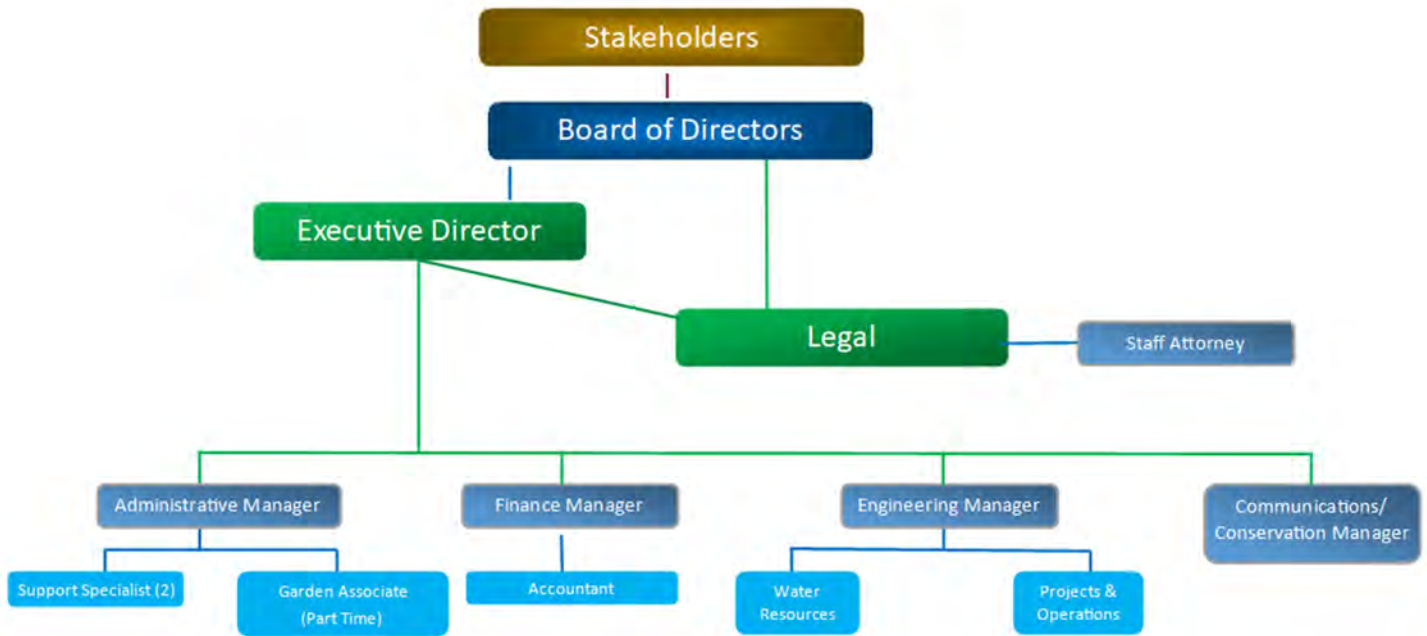 Stakeholders
Board of Directors
Executive Director
Legal
Staff Attorney
Administrative Manager
Finance Manager
Engineering Manager
Communications/
Conservation Manager
Support Specialist (2)
Garden Associate
(Part Time)
Accountant
Water
Resources
Projects &
Operations